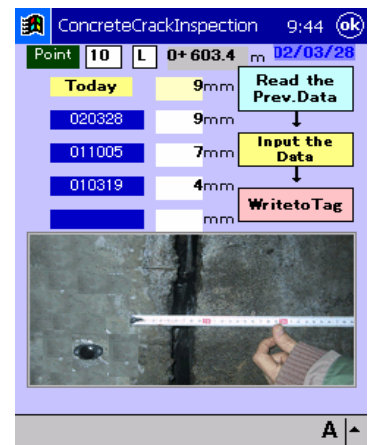 ConcreteCrackInspection 9:44 ok
Point 10 L 0+603.4 m 02/03/28
Today 9mm
020328 9mm
011005 7mm
010319 4mm
mm
Read the
Prev.Data
Input the
Data
WritetoTag
A